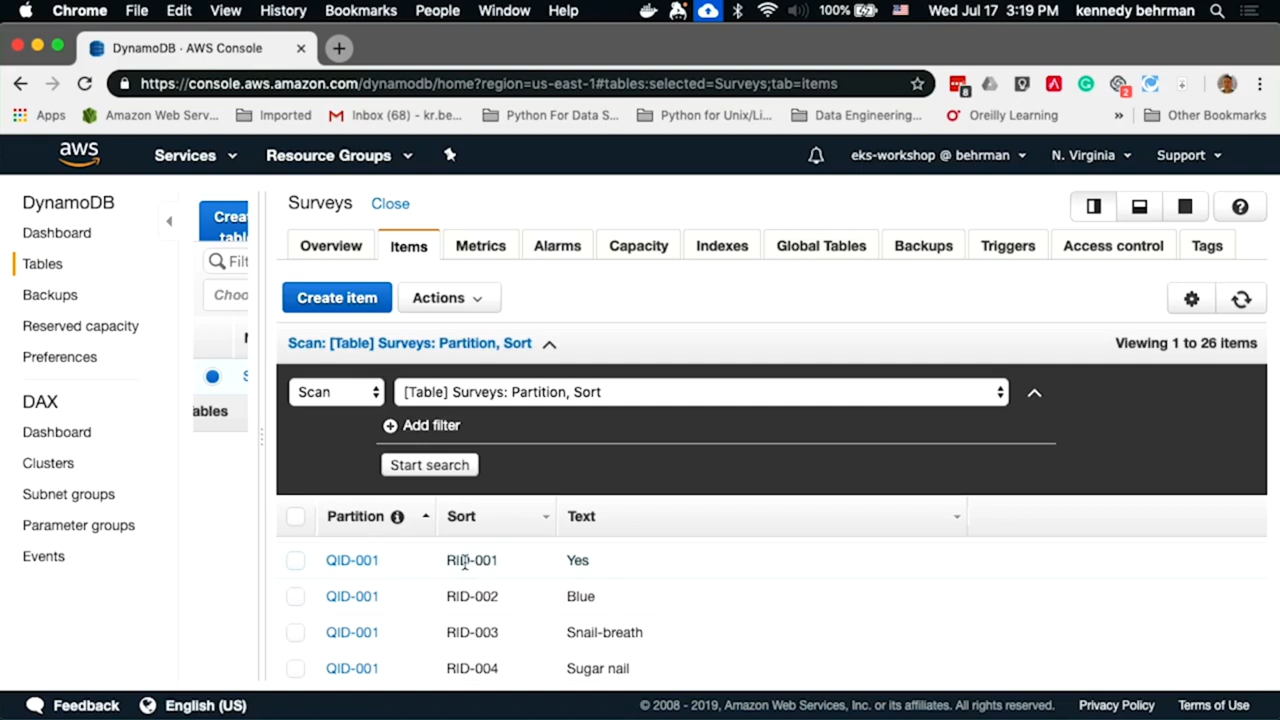 Chrome File Edit View History Bookmarks People Window Help 100% Wed Jul 17 3:19 PM kennedy behrman
DynamoDB · AWS Console
https://console.aws.amazon.com/dynamodb/home?region=us-east-1#tables:selected=Surveys;tab=items
8
2
Apps Amazon Web Serv... Imported Inbox (68) - kr.be... Python For Data S... Python for Unix/Li... Data Engineering... Oreilly Learning » Other Bookmarks
aws Services Resource Groups eks-workshop @ behrman N. Virginia Support
DynamoDB
Dashboard
Tables
Backups
Reserved capacity
Preferences
DAX
Dashboard
Clusters
Subnet groups
Parameter groups
Events
Surveys Close
Overview Items Metrics Alarms Capacity Indexes Global Tables Backups Triggers Access control Tags
Create item Actions
Scan: [Table] Surveys: Partition, Sort Viewing 1 to 26 items
Scan [Table] Surveys: Partition, Sort
Add filter
Start search
Partition Sort Text
QID-001 RID-001 Yes
QID-001 RID-002 Blue
QID-001 RID-003 Snail-breath
QID-001 RID-004 Sugar nail
Feedback English (US) © 2008 - 2019, Amazon Web Services, Inc. or its affiliates. All rights reserved. Privacy Policy Terms of Use